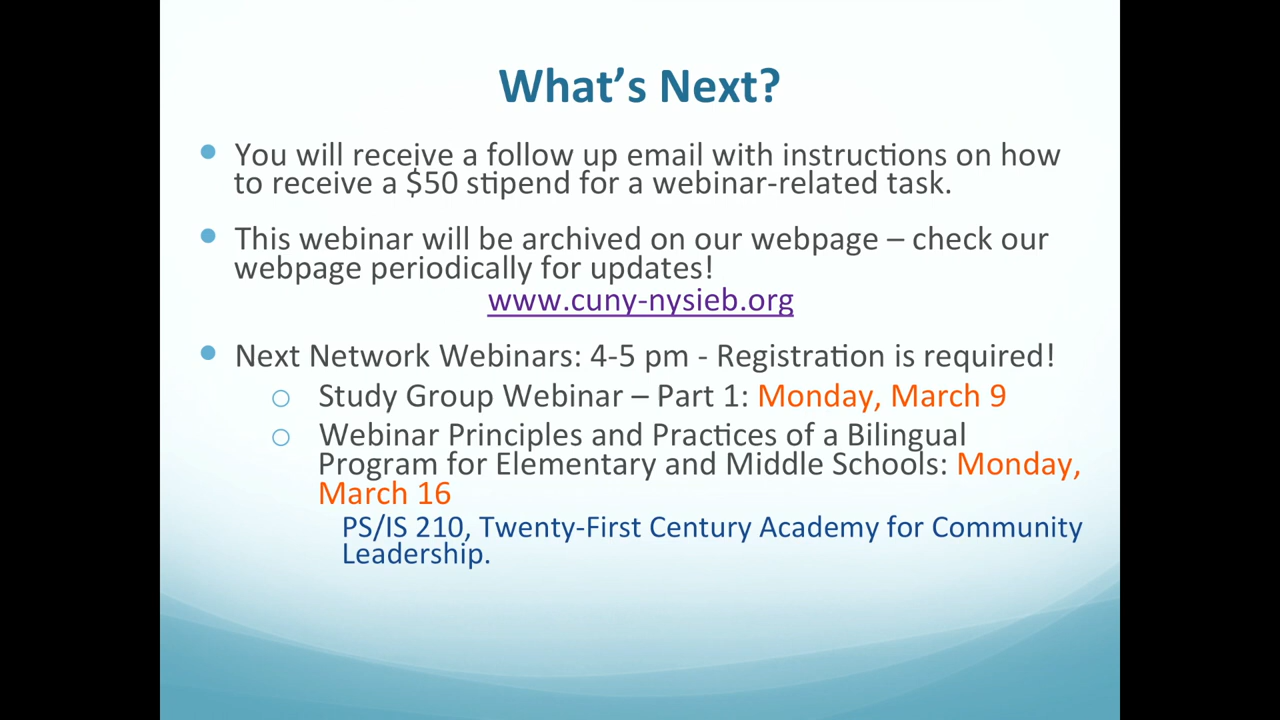 What’s Next?
You will receive a follow up email with instructions on how
to receive a $50 stipend for a webinar-related task.
This webinar will be archived on our webpage – check our
webpage periodically for updates!
www.cuny-nysieb.org
Next Network Webinars: 4-5 pm - Registration is required!
Study Group Webinar – Part 1: Monday, March 9
Webinar Principles and Practices of a Bilingual
Program for Elementary and Middle Schools: Monday,
March 16
PS/IS 210, Twenty-First Century Academy for Community
Leadership.